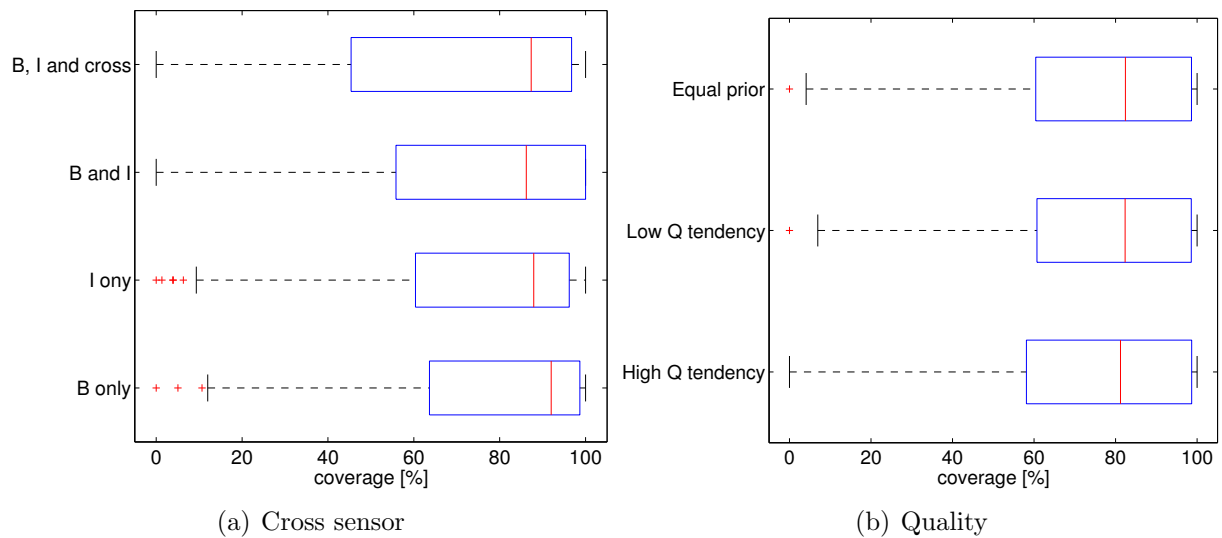 B, I and cross
B and I
I ony
B only
0 20 40 60 80 100
coverage [%]
(a) Cross sensor
Equal prior
Low Q tendency
High Q tendency
0 20 40 60 80 100
coverage [%]
(b) Quality